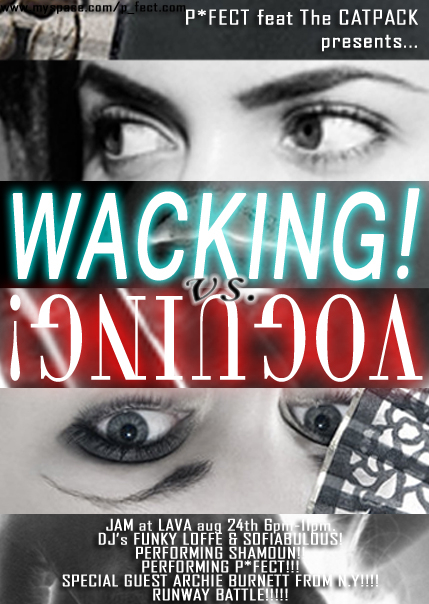 www.myspace.com/p_fect.com
P*FECT feat The CATPACK
presents...
WACKING!
vs.
VOGUING!
JAM at LAVA aug 24th 6pm-11pm.
DJ's FUNKY LOFFE & SOFIABULOUS!
PERFORMING SHAMOUN!
PERFORMING P*FECT!!!
SPECIAL GUEST ARCHIE BURNETT FROM N.Y!!!!
RUNWAY BATTLE!!!!!